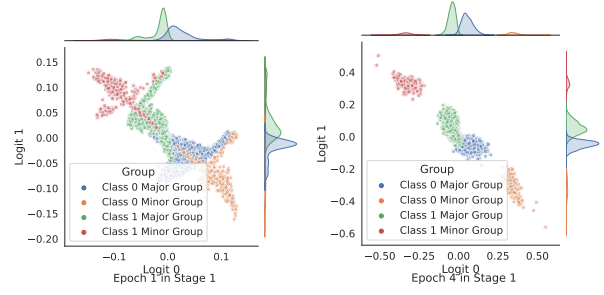 0.15
0.10
0.05
0.00
−0.05
−0.10
−0.15
−0.20
Logit 1
Group
Class 0 Major Group
Class 0 Minor Group
Class 1 Major Group
Class 1 Minor Group
−0.1
0.0
0.1
Logit 0
Epoch 1 in Stage 1
0.4
0.2
0.0
−0.2
−0.4
−0.6
Logit 1
Group
Class 0 Major Group
Class 0 Minor Group
Class 1 Major Group
Class 1 Minor Group
−0.50
−0.25
0.00
0.25
0.50
Logit 0
Epoch 4 in Stage 1